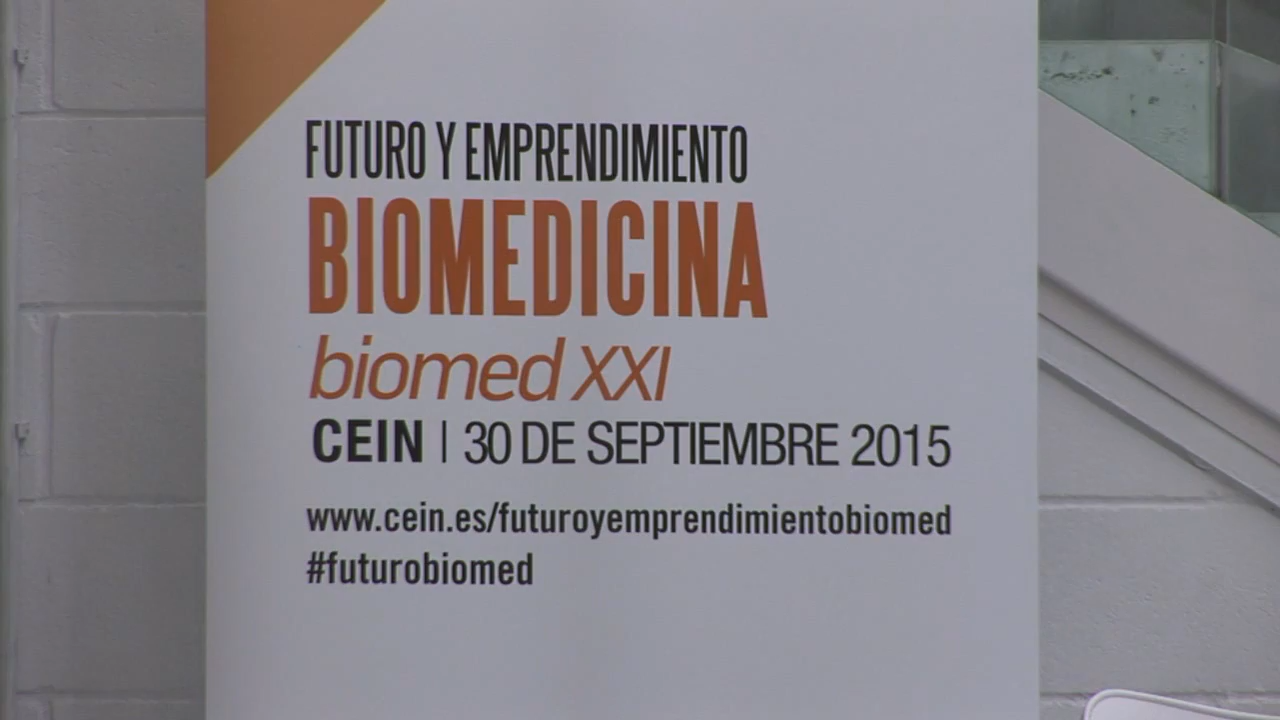 FUTURO Y EMPRENDIMIENTO
BIOMEDICINA
biomed XXI
CEIN | 30 DE SEPTIEMBRE 2015
www.cein.es/futuroyemprendimientobiomed
#futurobiomed